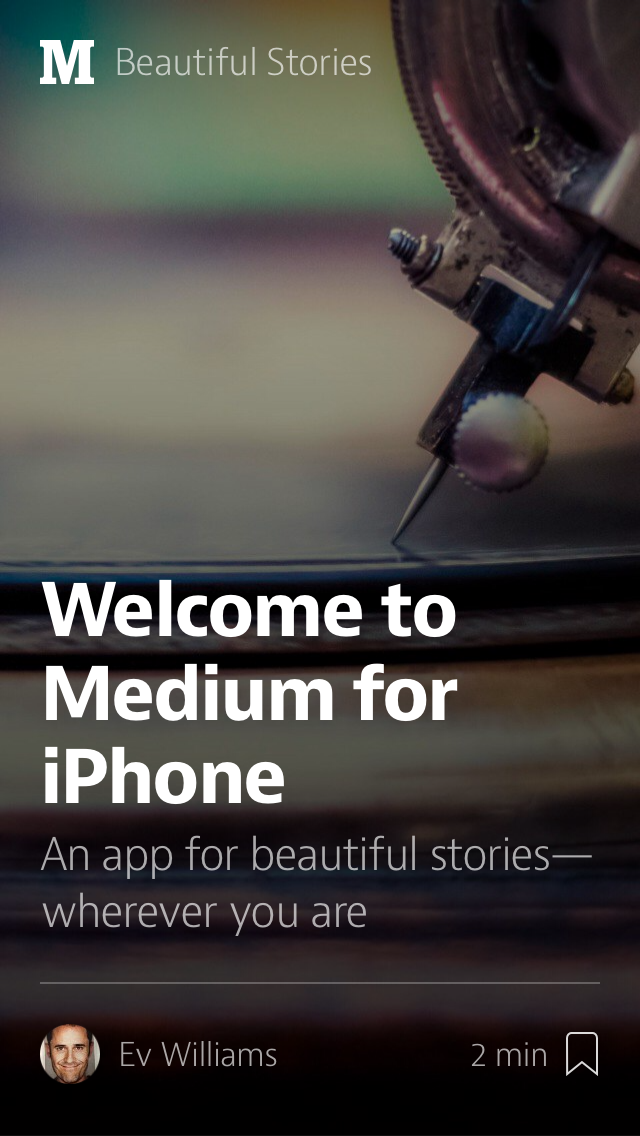 M Beautiful Stories
Welcome to
Medium for
iPhone
An app for beautiful stories—
wherever you are
Ev Williams 2 min